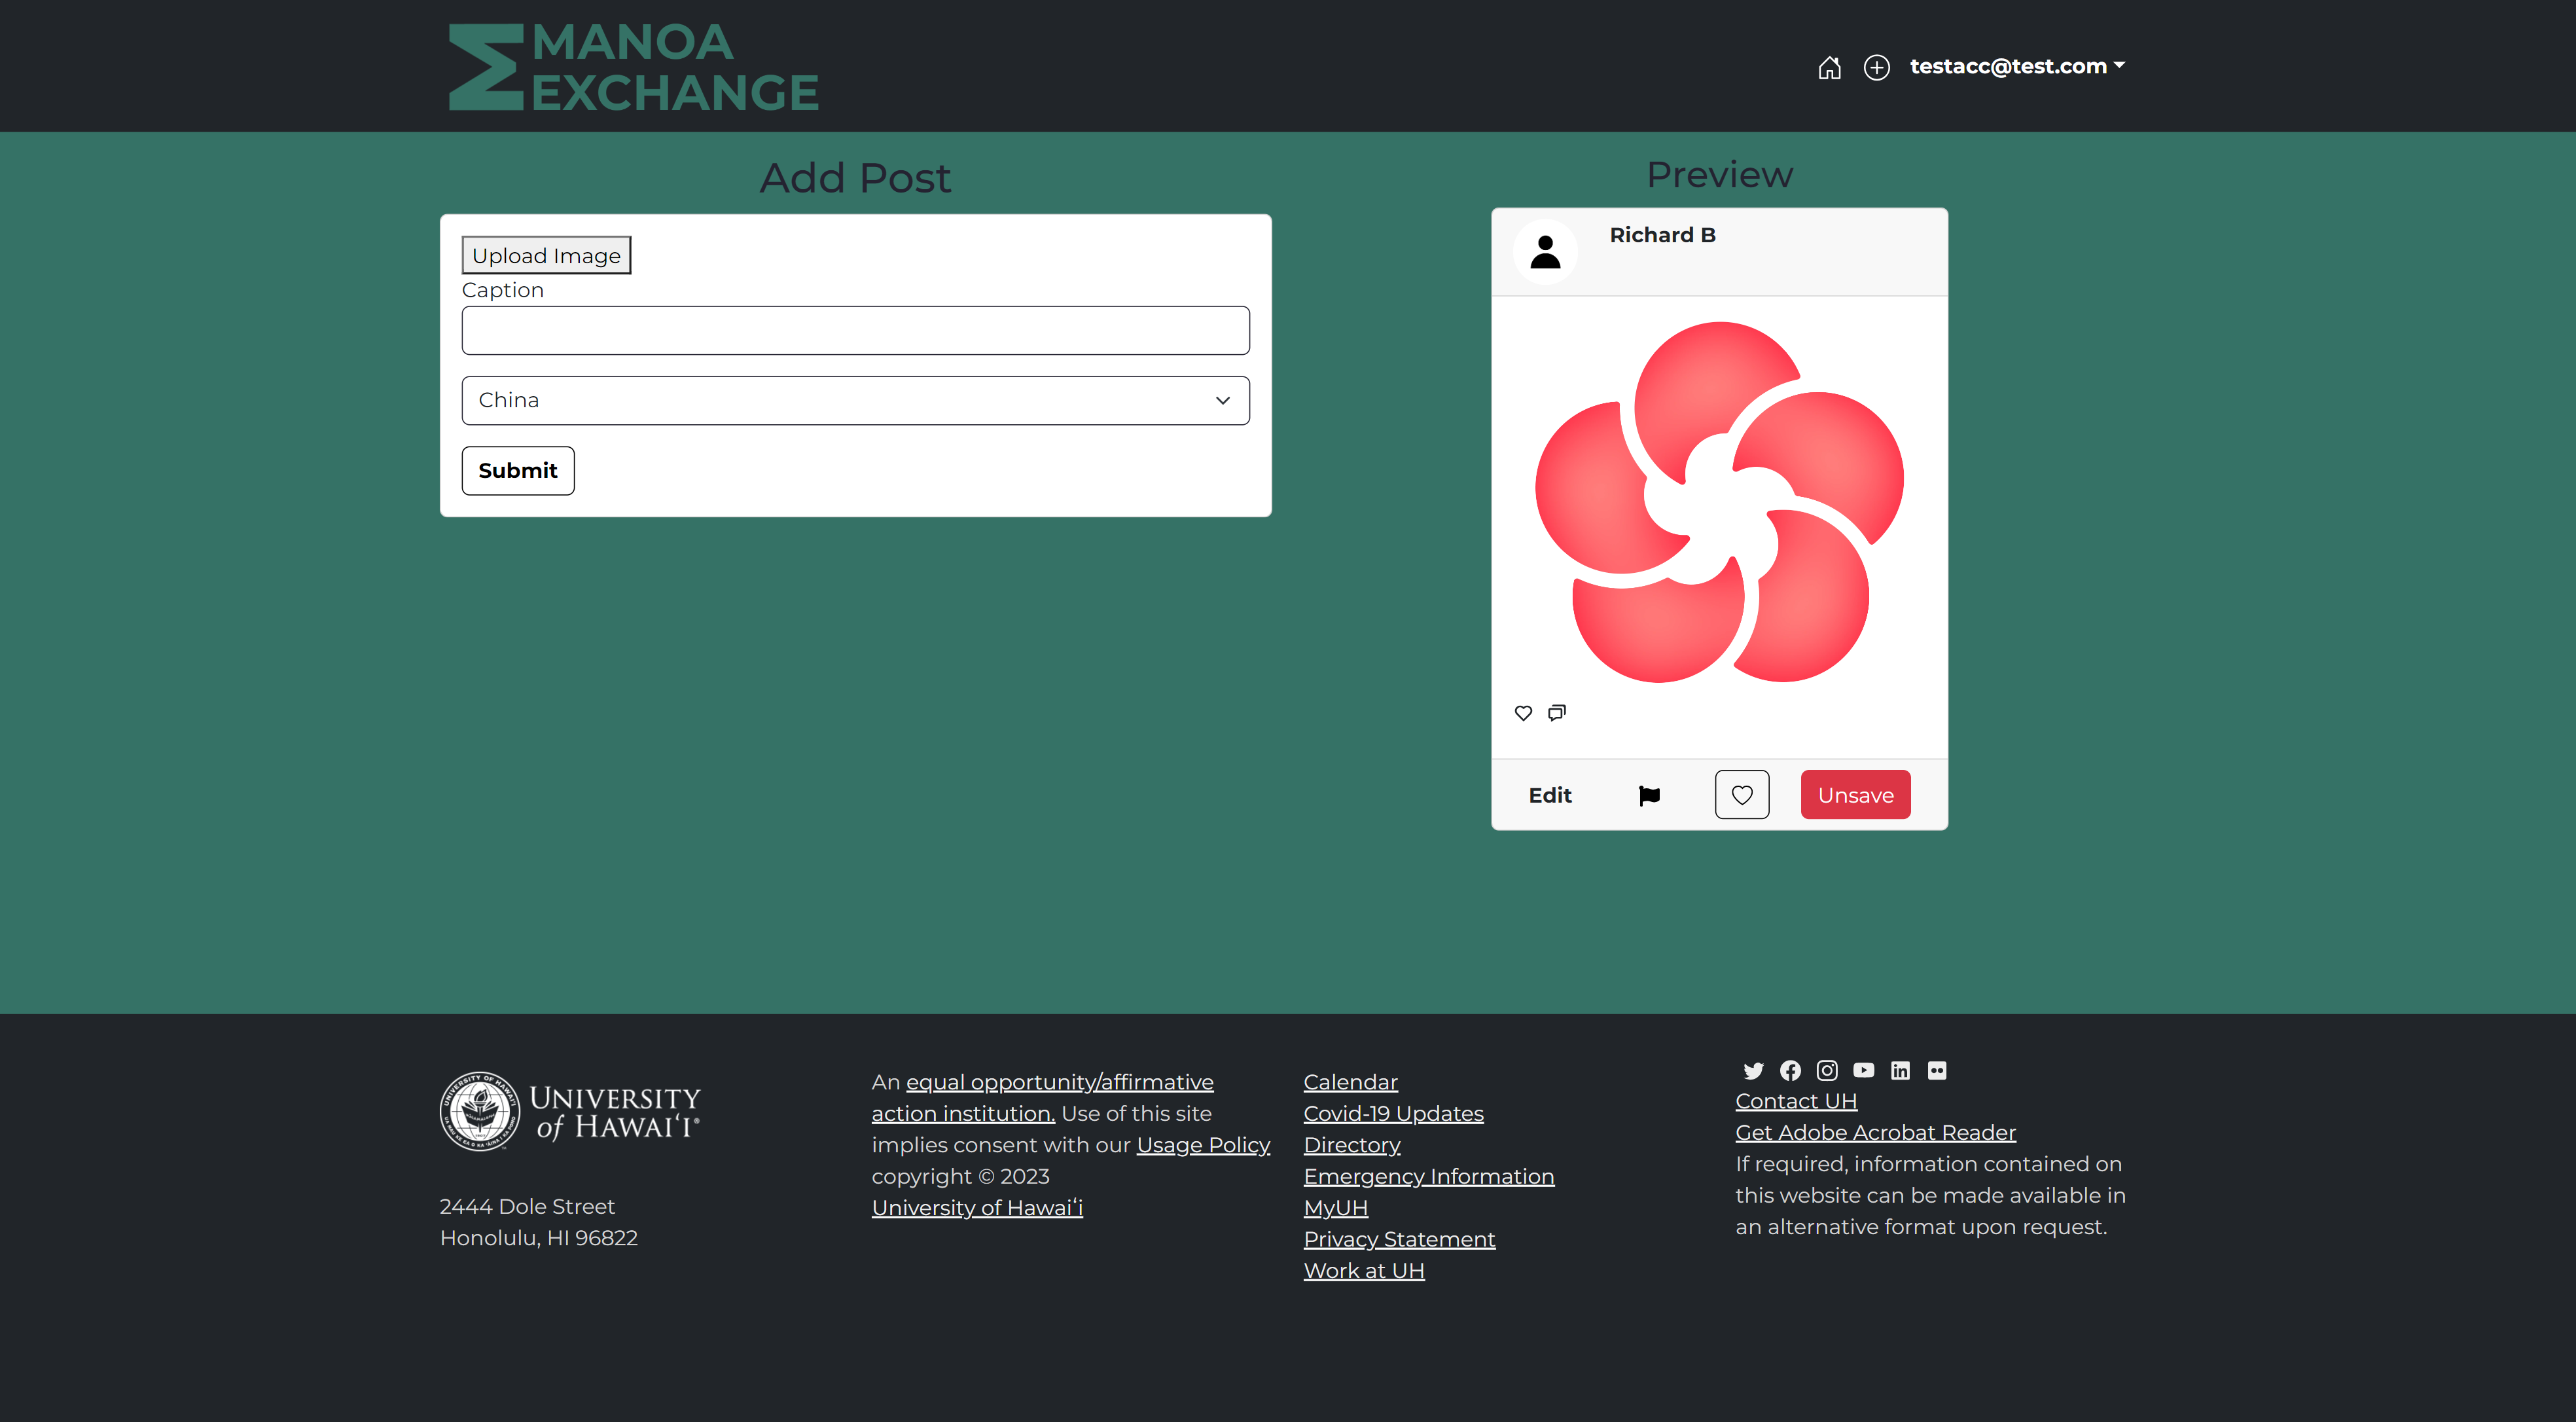 MANOA
EXCHANGE
testacc@test.com
Add Post
Upload Image
Caption
China
Submit
Preview
Richard B
Edit
Unsave
UNIVERSITY
of HAWAIʻI®
2444 Dole Street
Honolulu, HI 96822
An equal opportunity/affirmative
action institution. Use of this site
implies consent with our Usage Policy
copyright © 2023
University of Hawaiʻi
Calendar
Covid-19 Updates
Directory
Emergency Information
MyUH
Privacy Statement
Work at UH
Contact UH
Get Adobe Acrobat Reader
If required, information contained on
this website can be made available in
an alternative format upon request.